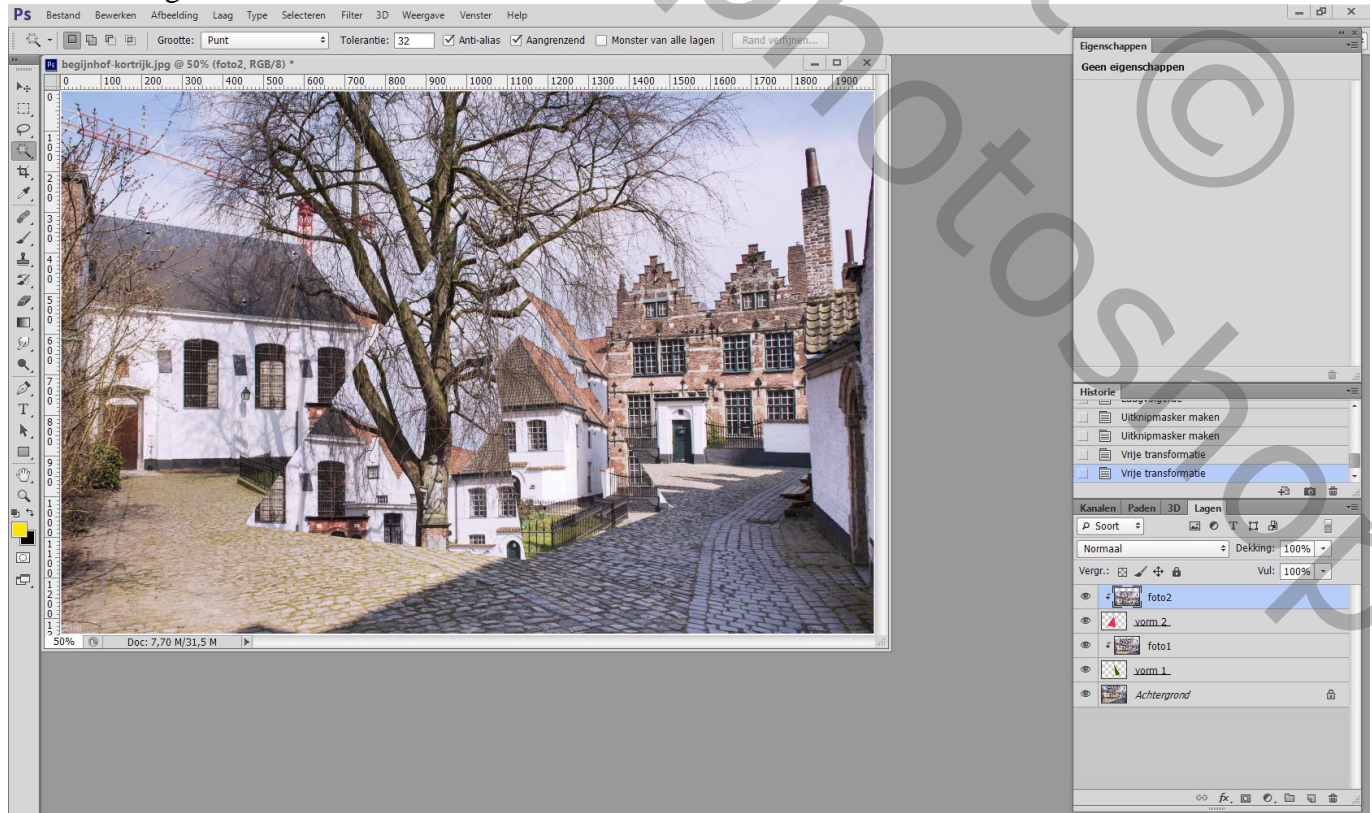 Ps Bestand Bewerken Afbeelding Laag Type Selecteren Filter 3D Weergave Venster Help
Grootte: Punt Tolerantie: 32 Anti-alias Aangrenzend Monster van alle lagen Rand verfijnen...
Ps begijnhof-kortrijk.jpg @ 50% (foto2, RGB/8) *
0 100 200 300 400 500 600 700 800 900 1000 1100 1200 1300 1400 1500 1600 1700 1800 1900
50% Doc: 7,70 M/31,5 M
Eigenschappen
Geen eigenschappen
Historie
Uitknipmasker maken
Uitknipmasker maken
Vrije transformatie
Vrije transformatie
Kanalen Paden 3D Lagen
Soort
Normaal Dekking: 100%
Vergr.: Vul: 100%
foto2
vorm 2
foto1
vorm 1
Achtergrond
fx
©